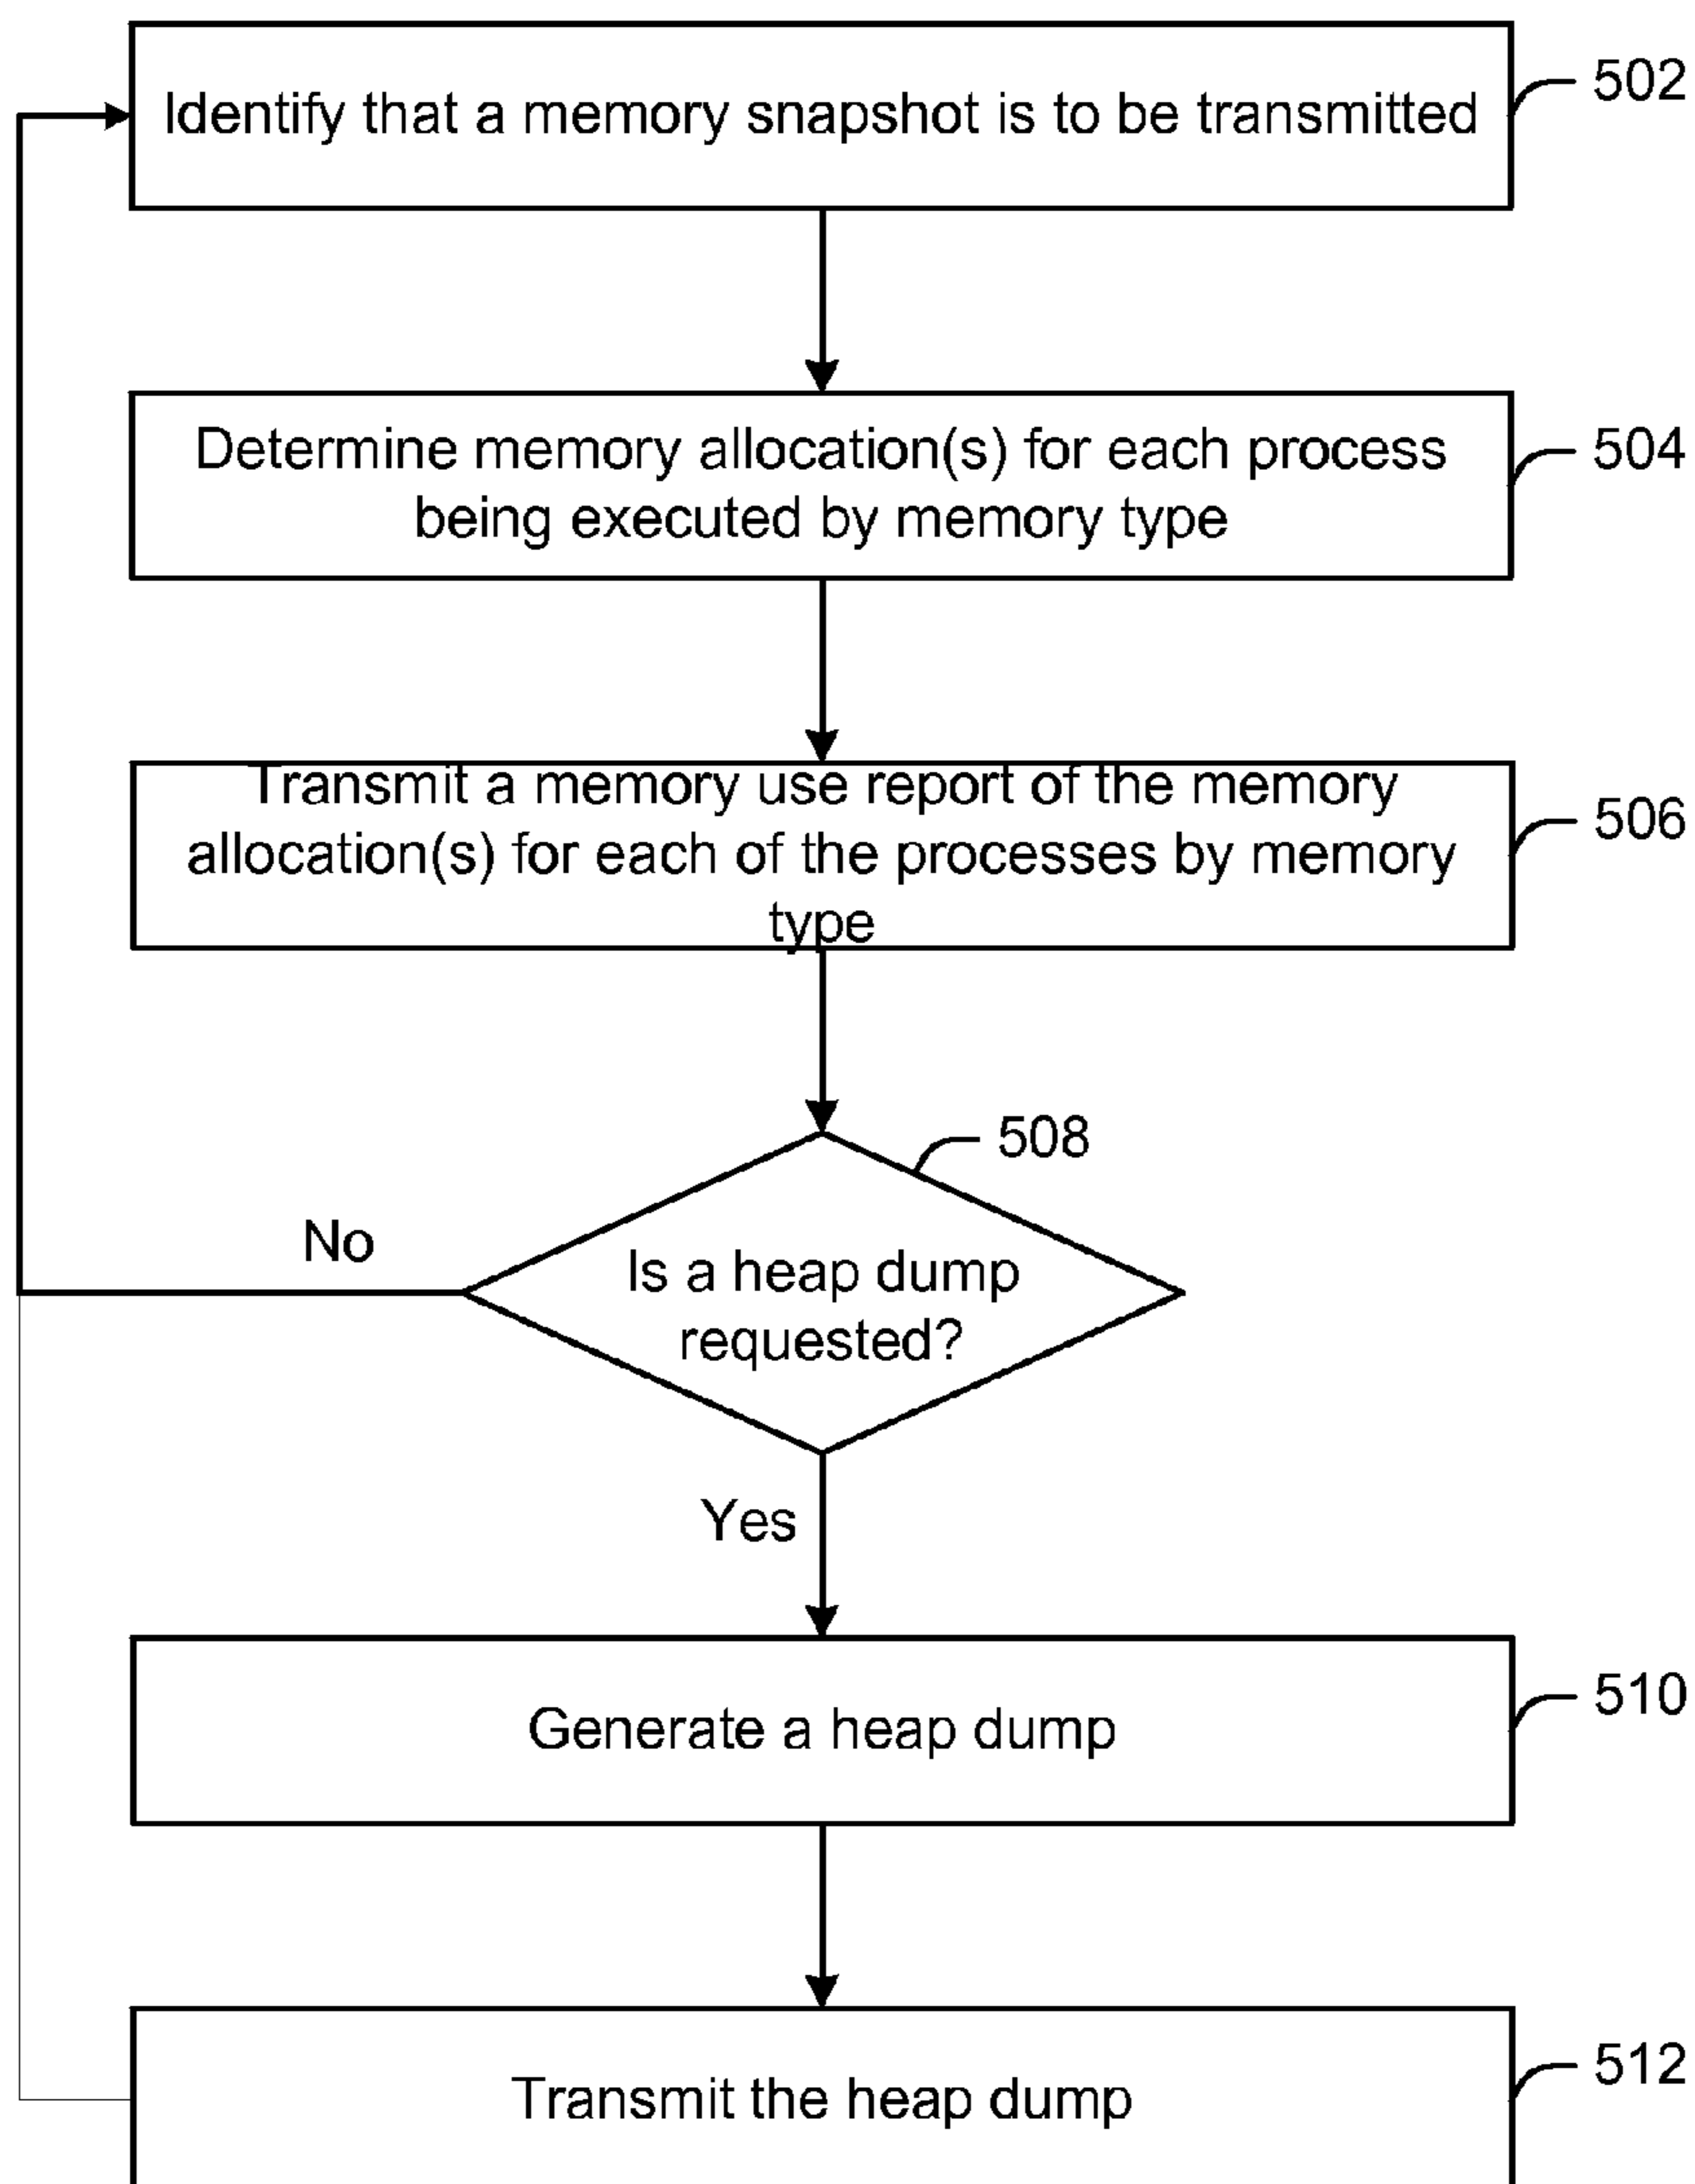 Identify that a memory snapshot is to be transmitted
502
Determine memory allocation(s) for each process
being executed by memory type
504
Transmit a memory use report of the memory
allocation(s) for each of the processes by memory
type
506
508
Is a heap dump
requested?
No
Yes
Generate a heap dump
510
Transmit the heap dump
512